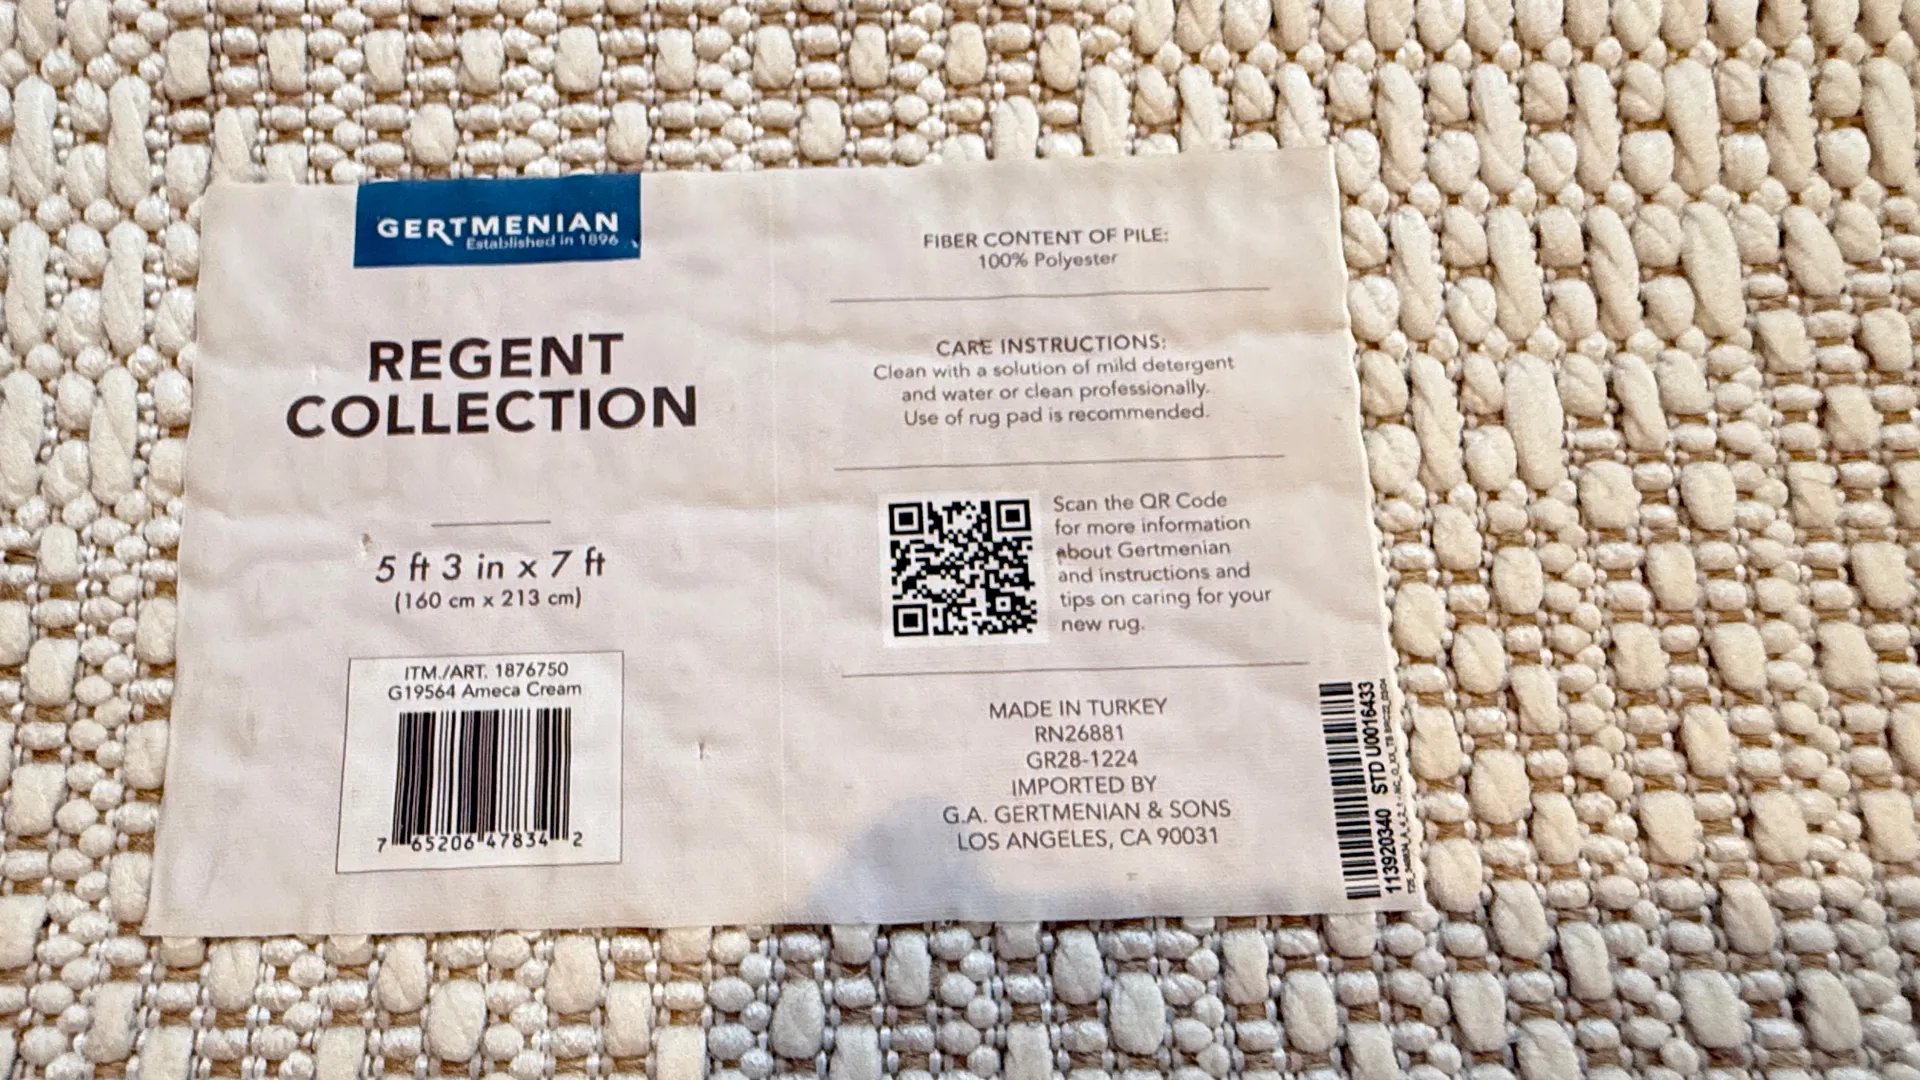 GERTMENIAN
Established in 1896
REGENT
COLLECTION
5 ft 3 in x 7 ft
(160 cm x 213 cm)
ITM./ART. 1876750
G19564 Ameca Cream
7 65206 47834 2
FIBER CONTENT OF PILE:
100% Polyester
CARE INSTRUCTIONS:
Clean with a solution of mild detergent
and water or clean professionally.
Use of rug pad is recommended.
Scan the QR Code
for more information
about Gertmenian
and instructions and
tips on caring for your
new rug.
MADE IN TURKEY
RN26881
GR28-1224
IMPORTED BY
G.A. GERTMENIAN & SONS
LOS ANGELES, CA 90031
113920340 STD U0016433